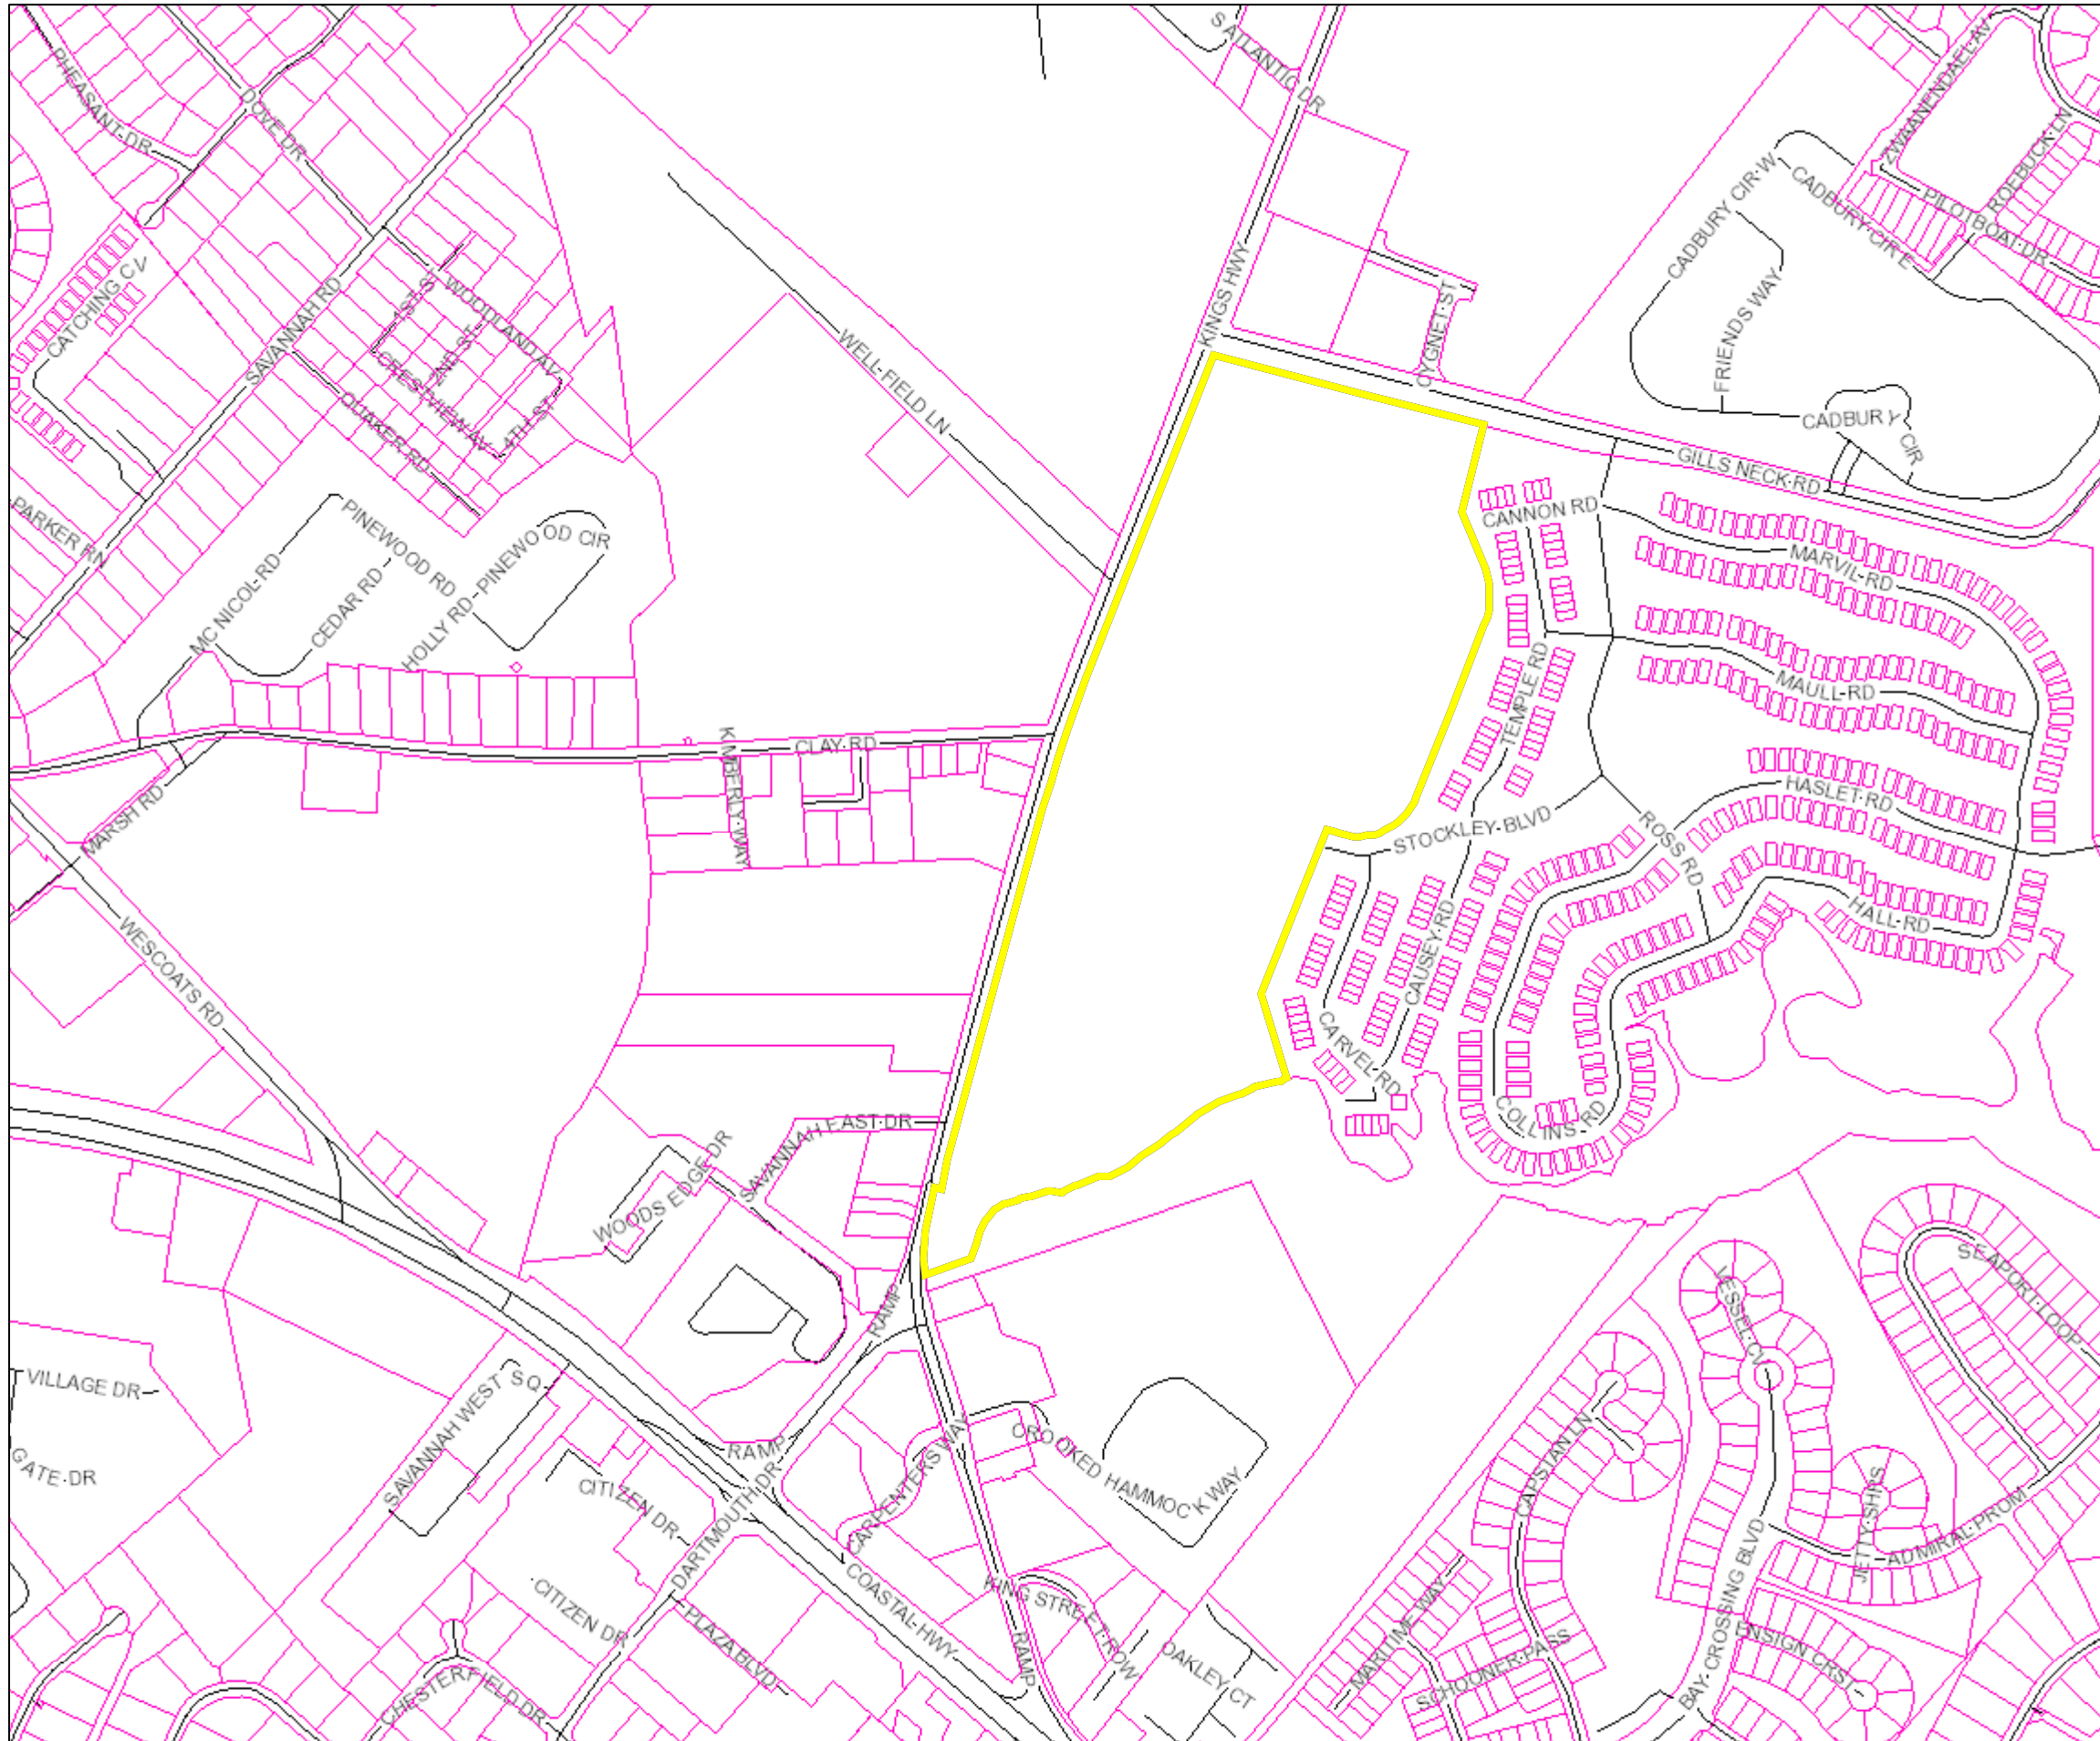 S ATLANTIC DR
ZWAANENDAEL AV
PHEASANT DR
DOVE DR
ROEBUCK LN
CADBURY CIR W
CADBURY CIR E
PILOTBOAT DR
CATCHING CV
SAVANNAH RD
1ST ST
WOODLAND AV
KINGS HWY
CYGNET ST
FRIENDS WAY
2ND ST
CRESTVIEW AV
4TH ST
QUAKER RD
WELL FIELD LN
CADBURY CIR
GILLS NECK RD
PARKER RN
PINEWOOD RD
PINEWOOD CIR
CANNON RD
MARVIL RD
MC NICOL RD
CEDAR RD
HOLLY RD
TEMPLE RD
MAULL RD
KIMBERLY WAY
CLAY RD
MARSH RD
HASLET RD
STOCKLEY BLVD
ROSS RD
HALL RD
WESCOATS RD
CAUSEY RD
CARVEL RD
COLLINS RD
SAVANNAH EAST DR
WOODS EDGE DR
SEAPORT LOOP
VESSEL CV
RAMP
VILLAGE DR
SAVANNAH WEST SQ
GATE DR
RAMP
CARPENTERS WAY
CROOKED HAMMOCK WAY
CAPSTAN LN
CITIZEN DR
DARTMOUTH DR
JETTY SHIPS
ADMIRAL PROM
COASTAL HWY
KING STREET ROW
CITIZEN DR
PLAZA BLVD
RAMP
OAKLEY CT
MARITIME WAY
SCHOONER PASS
BAY CROSSING BLVD
ENSIGN CRST
CHESTERFIELD DR